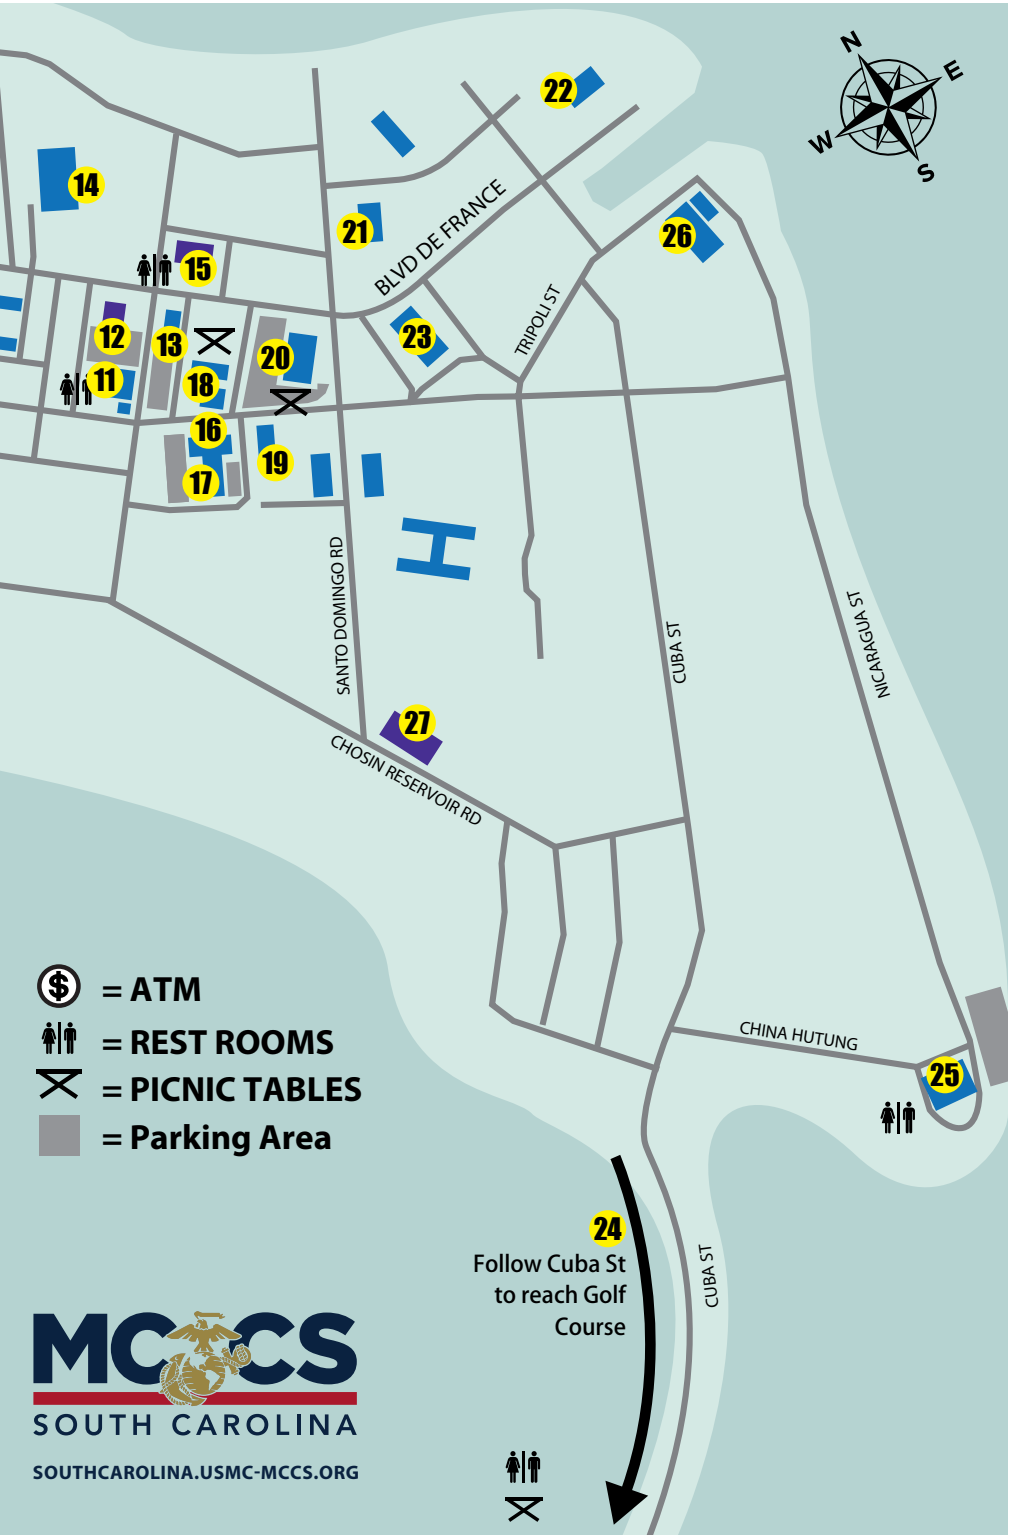 N
E
W
S
22
14
21
BLVD DE FRANCE
26
15
12
13
20
23
TRIPOLI ST
11
18
16
19
17
SANTO DOMINGO RD
CUBA ST
NICARAGUA ST
27
CHOSIN RESERVOIR RD
$ = ATM
= REST ROOMS
= PICNIC TABLES
= Parking Area
CHINA HUTUNG
25
24
Follow Cuba St
to reach Golf
Course
CUBA ST
MCCS
SOUTH CAROLINA
SOUTHCAROLINA.USMC-MCCS.ORG